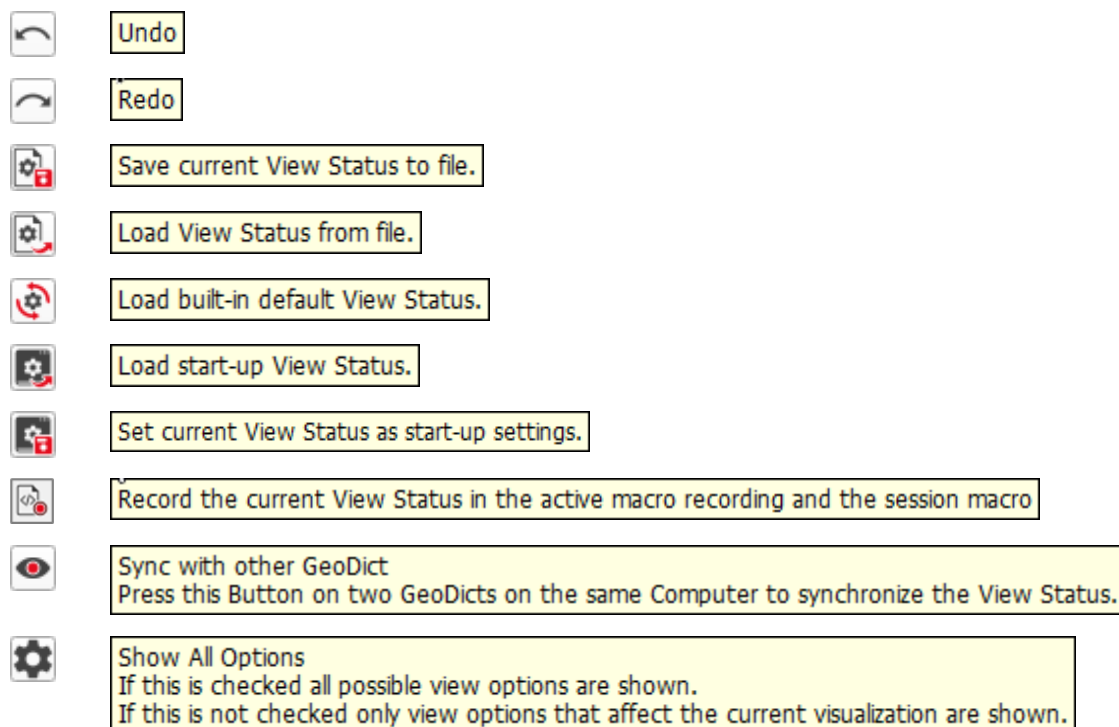 Undo
Redo
Save current View Status to file.
Load View Status from file.
Load built-in default View Status.
Load start-up View Status.
Set current View Status as start-up settings.
Record the current View Status in the active macro recording and the session macro
Sync with other GeoDict
Press this Button on two GeoDicts on the same Computer to synchronize the View Status.
Show All Options
If this is checked all possible view options are shown.
If this is not checked only view options that affect the current visualization are shown.